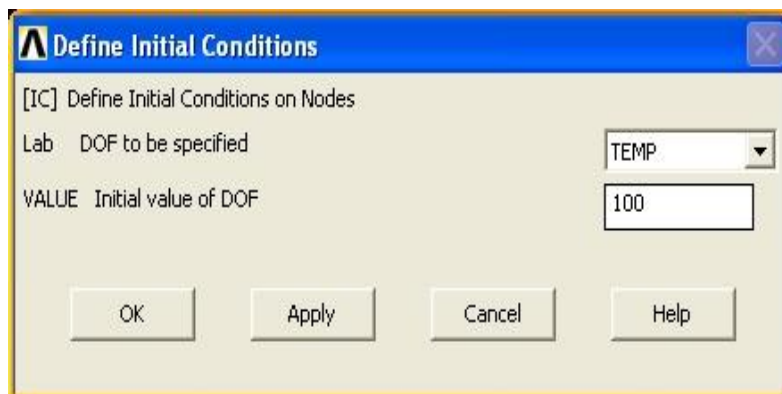 Define Initial Conditions
[IC] Define Initial Conditions on Nodes
Lab DOF to be specified TEMP
VALUE Initial value of DOF 100
OK Apply Cancel Help